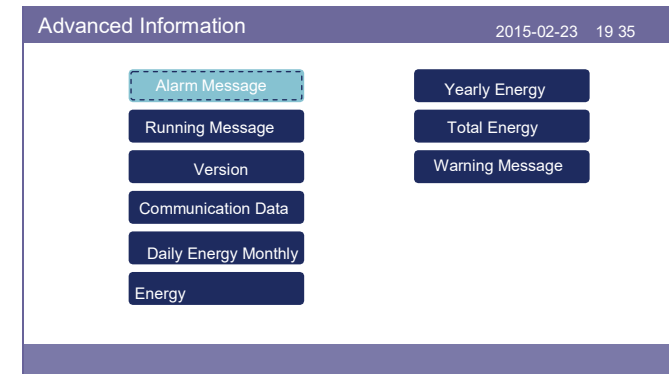 Advanced Information
2015-02-23 19 35
Alarm Message
Running Message
Version
Communication Data
Daily Energy Monthly
Energy
Yearly Energy
Total Energy
Warning Message